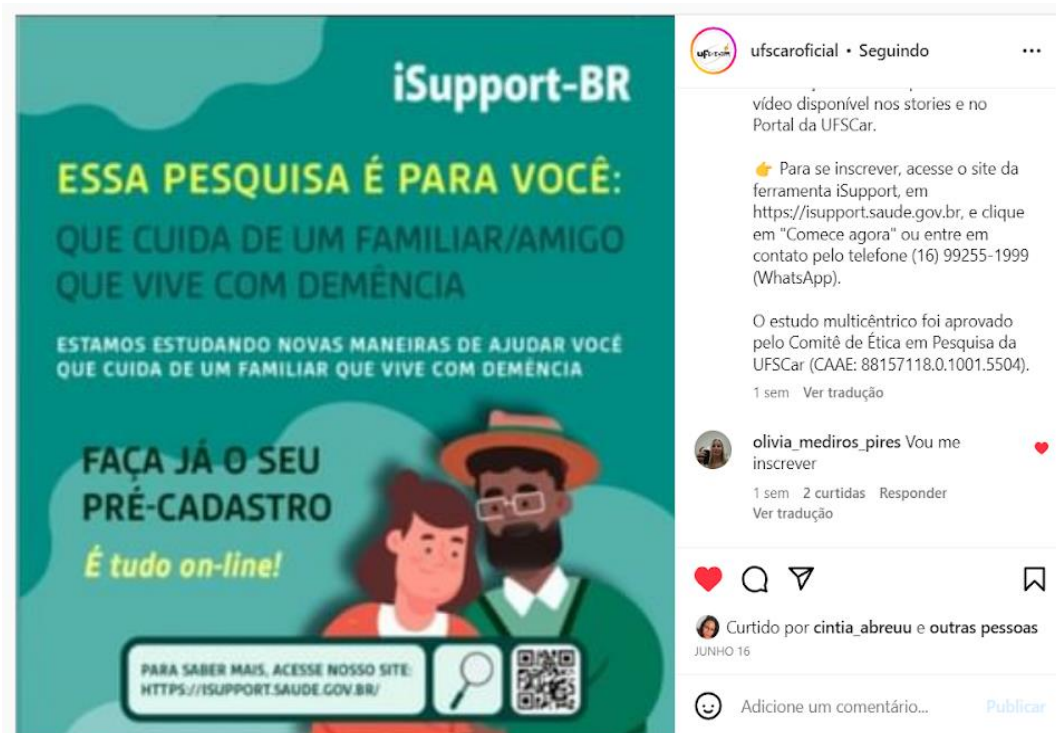 iSupport-BR
ESSA PESQUISA É PARA VOCÊ:
QUE CUIDA DE UM FAMILIAR/AMIGO
QUE VIVE COM DEMÊNCIA
ESTAMOS ESTUDANDO NOVAS MANEIRAS DE AJUDAR VOCÊ
QUE CUIDA DE UM FAMILIAR QUE VIVE COM DEMÊNCIA
FAÇA JÁ O SEU
PRÉ-CADASTRO
É tudo on-line!
PARA SABER MAIS, ACESSE NOSSO SITE:
HTTPS://ISUPPORT.SAUDE.GOV.BR/
ufscaroficial • Seguindo
vídeo disponível nos stories e no
Portal da UFSCar.
👉 Para se inscrever, acesse o site da
ferramenta iSupport, em
https://isupport.saude.gov.br, e clique
em "Comece agora" ou entre em
contato pelo telefone (16) 99255-1999
(WhatsApp).
O estudo multicêntrico foi aprovado
pelo Comitê de Ética em Pesquisa da
UFSCar (CAAE: 88157118.0.1001.5504).
1 sem Ver tradução
olivia_mediros_pires Vou me
inscrever
1 sem 2 curtidas Responder
Ver tradução
Curtido por cintia_abreuu e outras pessoas
JUNHO 16
Adicione um comentário... Publicar